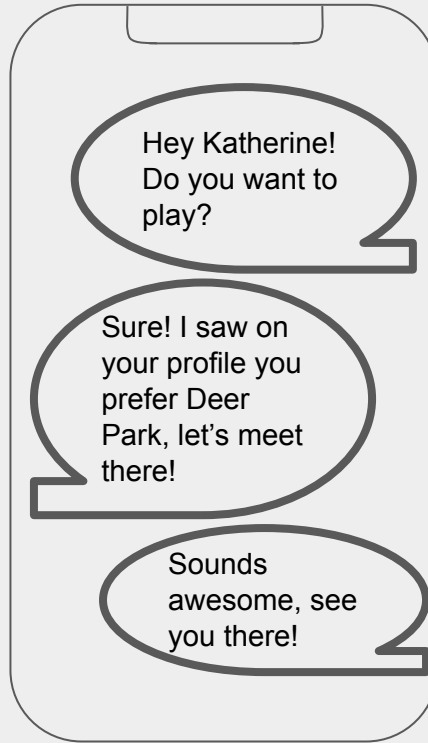 Hey Katherine!
Do you want to
play?
Sure! I saw on
your profile you
prefer Deer
Park, let’s meet
there!
Sounds
awesome, see
you there!